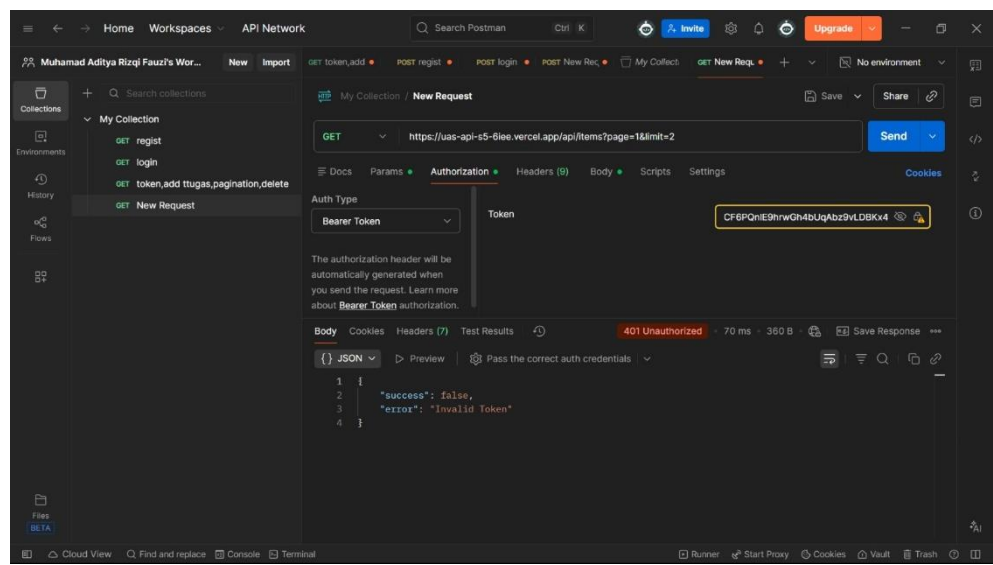 Home Workspaces API Network Search Postman Ctrl K Invite Upgrade
Muhamad Aditya Rizqi Fauzi's Wor... New Import
GET token,add POST regist POST login POST New Rec My Collect GET New Requ No environment
Collections
Search collections
My Collection / New Request Save Share
My Collection
GET regist
GET login
GET token,add ttugas,pagination,delete
GET New Request
Environments
History
Flows
GET https://uas-api-s5-6iee.vercel.app/api/items?page=1&limit=2 Send
Docs Params Authorization Headers (9) Body Scripts Settings Cookies
Auth Type
Bearer Token
Token CF6PQnlE9hrwGh4bUqAbz9vLDBKx4
The authorization header will be
automatically generated when
you send the request. Learn more
about Bearer Token authorization.
Body Cookies Headers (7) Test Results 401 Unauthorized 70 ms 360 B Save Response
{} JSON Preview Pass the correct auth credentials
1 {
2 "success": false,
3 "error": "Invalid Token"
4 }
Files
BETA
AI
Cloud View Find and replace Console Terminal Runner Start Proxy Cookies Vault Trash